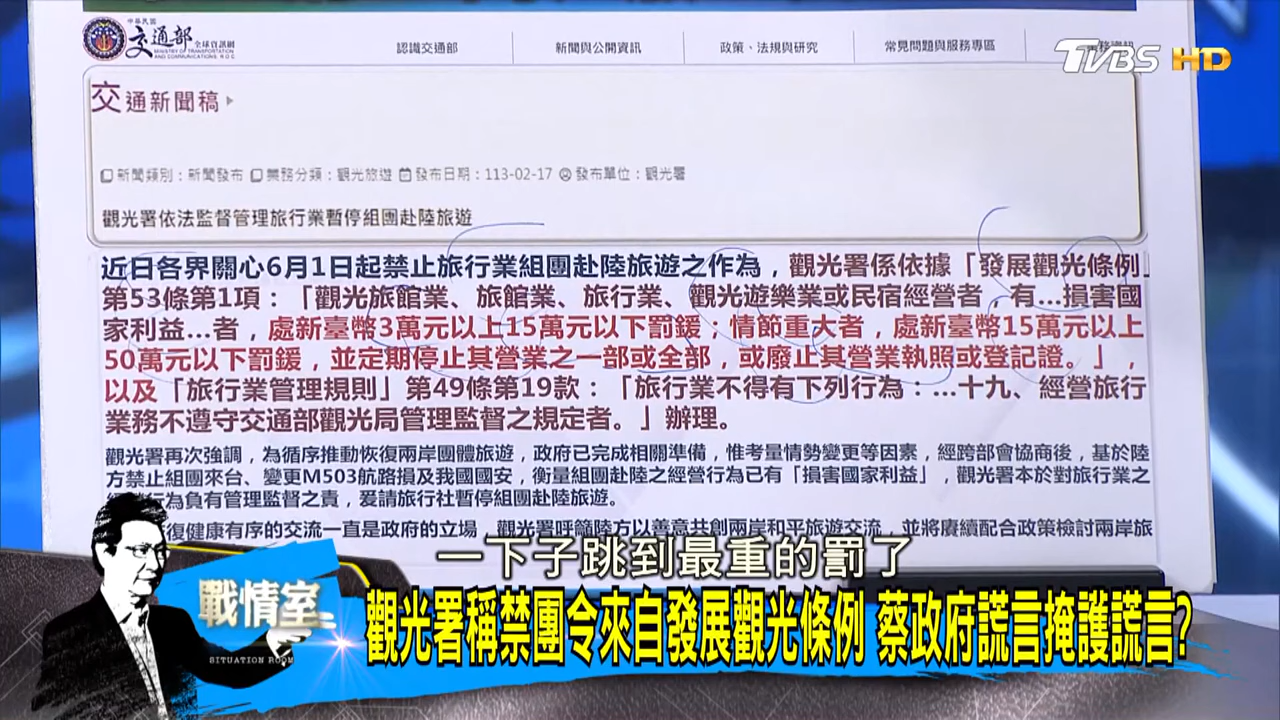 中華民國
交通部 全球資訊網
MINISTRY OF TRANSPORTATION
AND COMMUNICATIONS R.O.C
認識交通部 新聞與公開資訊 政策、法規與研究 常見問題與服務專區
TVBS HD
交通新聞稿
新聞類別：新聞發布 業務分類：觀光旅遊 發布日期：113-02-17 發布單位：觀光署
觀光署依法監督管理旅行業暫停組團赴陸旅遊
近日各界關心6月1日起禁止旅行業組團赴陸旅遊之作為，觀光署係依據「發展觀光條例」
第53條第1項：「觀光旅館業、旅館業、旅行業、觀光遊樂業或民宿經營者，有...損害國
家利益...者，處新臺幣3萬元以上15萬元以下罰鍰；情節重大者，處新臺幣15萬元以上
50萬元以下罰鍰，並定期停止其營業之一部或全部，或廢止其營業執照或登記證。」，
以及「旅行業管理規則」第49條第19款：「旅行業不得有下列行為：...十九、經營旅行
業務不遵守交通部觀光局管理監督之規定者。」辦理。
觀光署再次強調，為循序推動恢復兩岸團體旅遊，政府已完成相關準備，惟考量情勢變更等因素，經跨部會協商後，基於陸
方禁止組團來台、變更M503航路損及我國國安，衡量組團赴陸之經營行為已有「損害國家利益」，觀光署本於對旅行業之
行為負有管理監督之責，爰請旅行社暫停組團赴陸旅遊。
復健康有序的交流一直是政府的立場，觀光署呼籲陸方以善意共創兩岸和平旅遊交流，並將賡續配合政策檢討兩岸旅
一下子跳到最重的罰了
戰情室
SITUATION ROOM
觀光署稱禁團令來自發展觀光條例 蔡政府謊言掩護謊言?